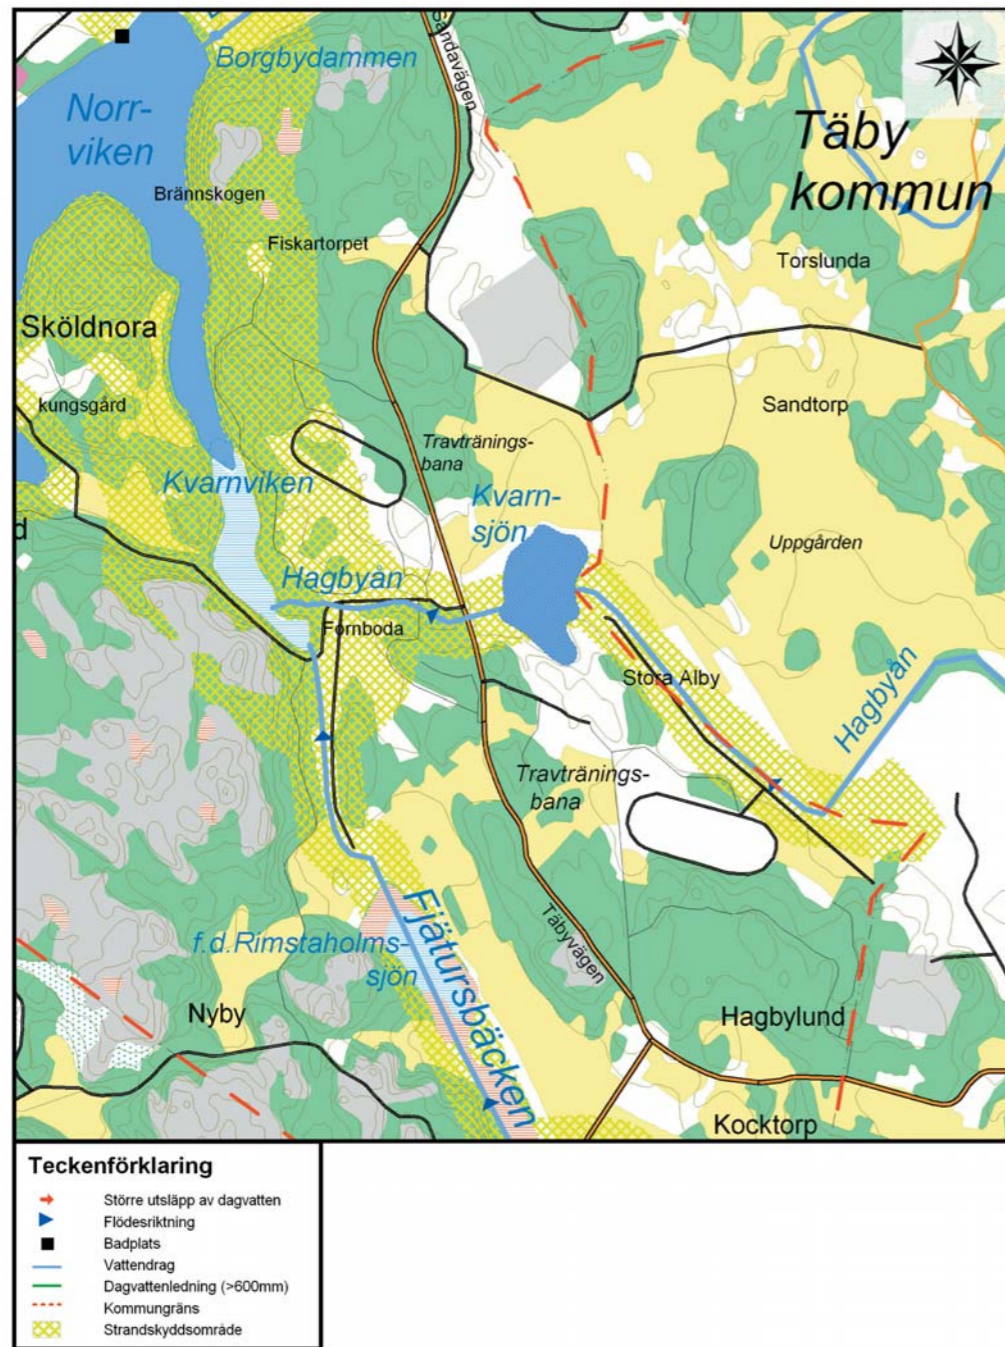 Sandavägen
Borgbydammen
Norr-
viken
Täby
kommun
Brännskogen
Fiskartorpet
Torslunda
Sköldnora
kungsgård
Sandtorp
Travtränings-
bana
Kvarnviken
Kvarn-
sjön
d
Uppgården
Hagbyån
Fornboda
Stora Alby
Hagbyån
Travtränings-
bana
Fjätursbäcken
Täbyvägen
f.d.Rimstaholms-
sjön
Nyby
Hagbylund
Kocktorp
Teckenförklaring
Större utsläpp av dagvatten
Flödesriktning
Badplats
Vattendrag
Dagvattenledning (>600mm)
Kommungräns
Strandskyddsområde